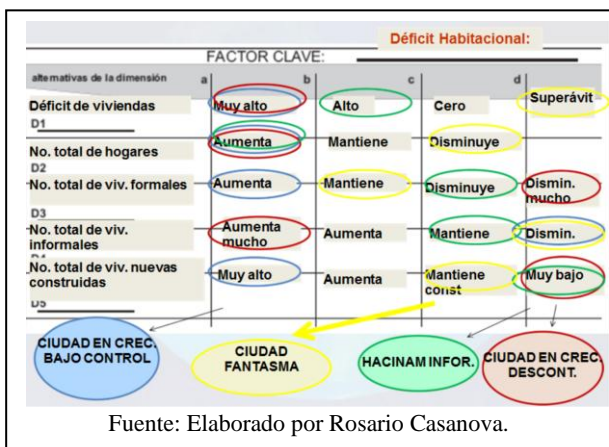 Déficit Habitacional:
FACTOR CLAVE:
alternativas de la dimensión a b c d
Déficit de viviendas Muy alto Alto Cero Superávit
D1
No. total de hogares Aumenta Mantiene Disminuye
D2
No. total de viv. formales Aumenta Mantiene Disminuye Dismin. mucho
D3
No. total de viv. informales Aumenta mucho Aumenta Mantiene Dismin.
No. total de viv. nuevas construidas Muy alto Aumenta Mantiene const Muy bajo
D5
CIUDAD EN CREC. BAJO CONTROL
CIUDAD FANTASMA
HACINAM INFOR.
CIUDAD EN CREC. DESCONT.
Fuente: Elaborado por Rosario Casanova.